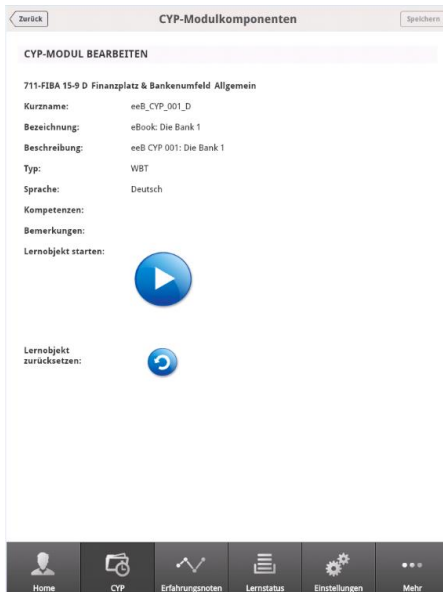 Zurück
CYP-Modulkomponenten
Speichern
CYP-MODUL BEARBEITEN
711-FIBA 15-9 D Finanzplatz & Bankenumfeld Allgemein
Kurzname: eeB_CYP_001_D
Bezeichnung: eBook: Die Bank 1
Beschreibung: eeB CYP 001: Die Bank 1
Typ: WBT
Sprache: Deutsch
Kompetenzen:
Bemerkungen:
Lernobjekt starten:
Lernobjekt
zurücksetzen:
Home
CYP
Erfahrungsnoten
Lernstatus
Einstellungen
Mehr